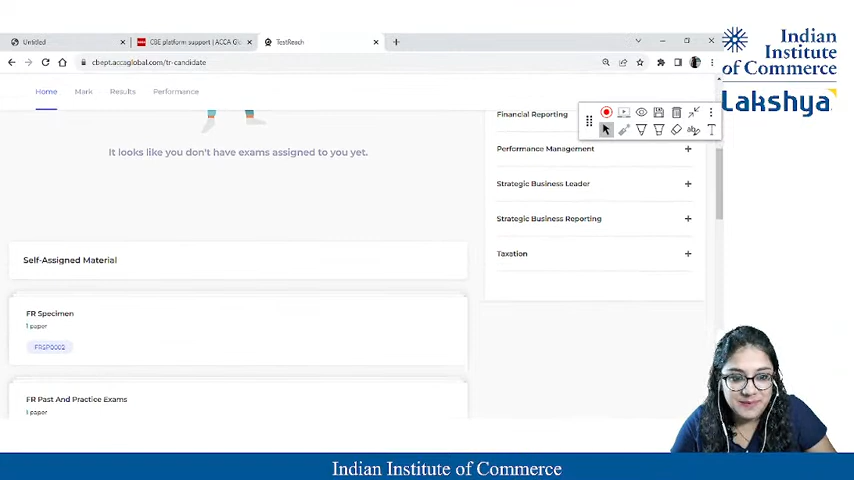 Untitled
CBE platform support | ACCA Glo
TestReach
cbept.accaglobal.com/tr-candidate
Home
Mark
Results
Performance
It looks like you don't have exams assigned to you yet.
Self-Assigned Material
FR Specimen
1 paper
FRSP0002
FR Past And Practice Exams
1 paper
Financial Reporting
Performance Management
Strategic Business Leader
Strategic Business Reporting
Taxation
Indian
Institute
of Commerce
Lakshya
Indian Institute of Commerce